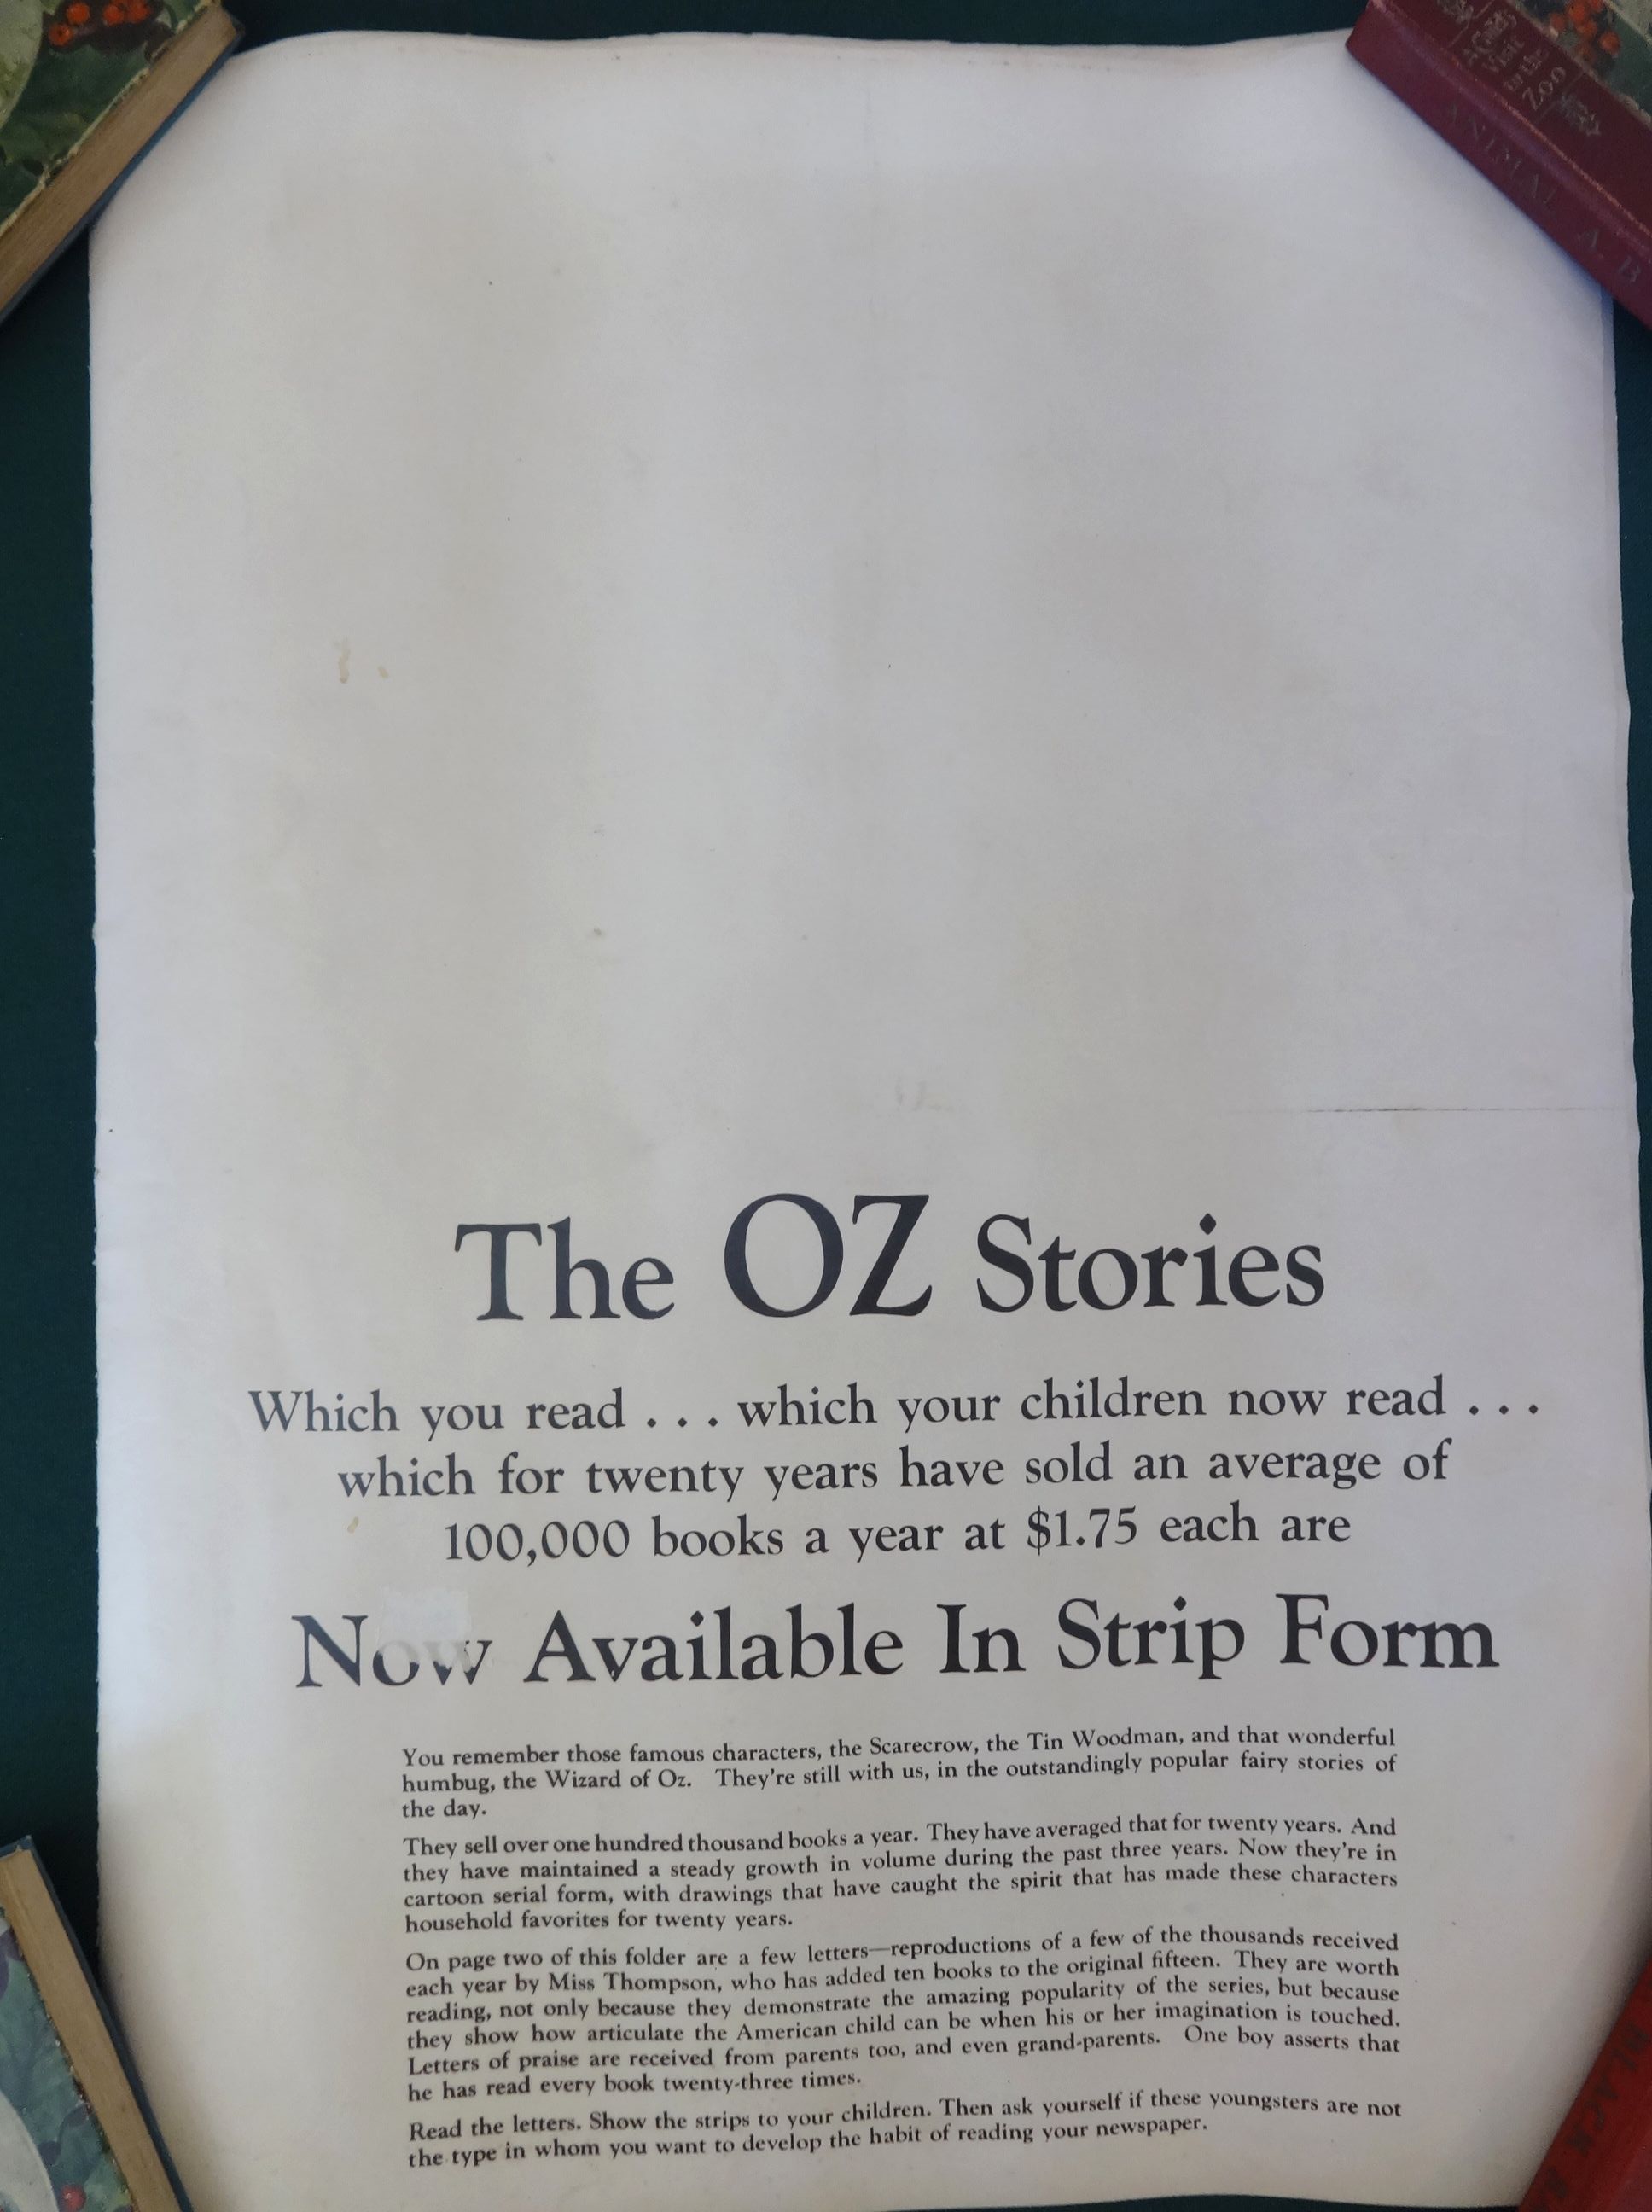 A Child's
Visit
to the
Zoo
ANIMAL A. B
The OZ Stories
Which you read . . . which your children now read . . .
which for twenty years have sold an average of
100,000 books a year at $1.75 each are
Now Available In Strip Form
You remember those famous characters, the Scarecrow, the Tin Woodman, and that wonderful
humbug, the Wizard of Oz. They're still with us, in the outstandingly popular fairy stories of
the day.
They sell over one hundred thousand books a year. They have averaged that for twenty years. And
they have maintained a steady growth in volume during the past three years. Now they're in
cartoon serial form, with drawings that have caught the spirit that has made these characters
household favorites for twenty years.
On page two of this folder are a few letters—reproductions of a few of the thousands received
each year by Miss Thompson, who has added ten books to the original fifteen. They are worth
reading, not only because they demonstrate the amazing popularity of the series, but because
they show how articulate the American child can be when his or her imagination is touched.
Letters of praise are received from parents too, and even grand-parents. One boy asserts that
he has read every book twenty-three times.
Read the letters. Show the strips to your children. Then ask yourself if these youngsters are not
the type in whom you want to develop the habit of reading your newspaper.
BLACK